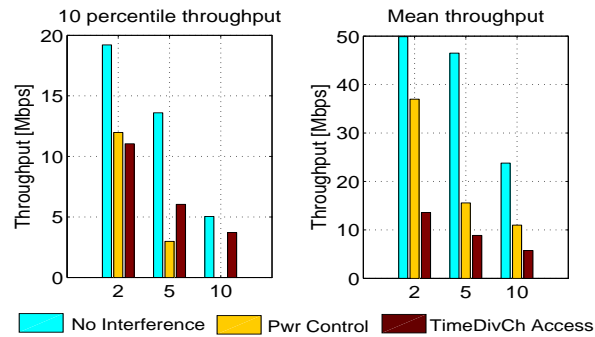 10 percentile throughput
Mean throughput
Throughput [Mbps]
20
15
10
5
0
2 5 10
Throughput [Mbps]
50
40
30
20
10
0
2 5 10
No Interference Pwr Control TimeDivCh Access